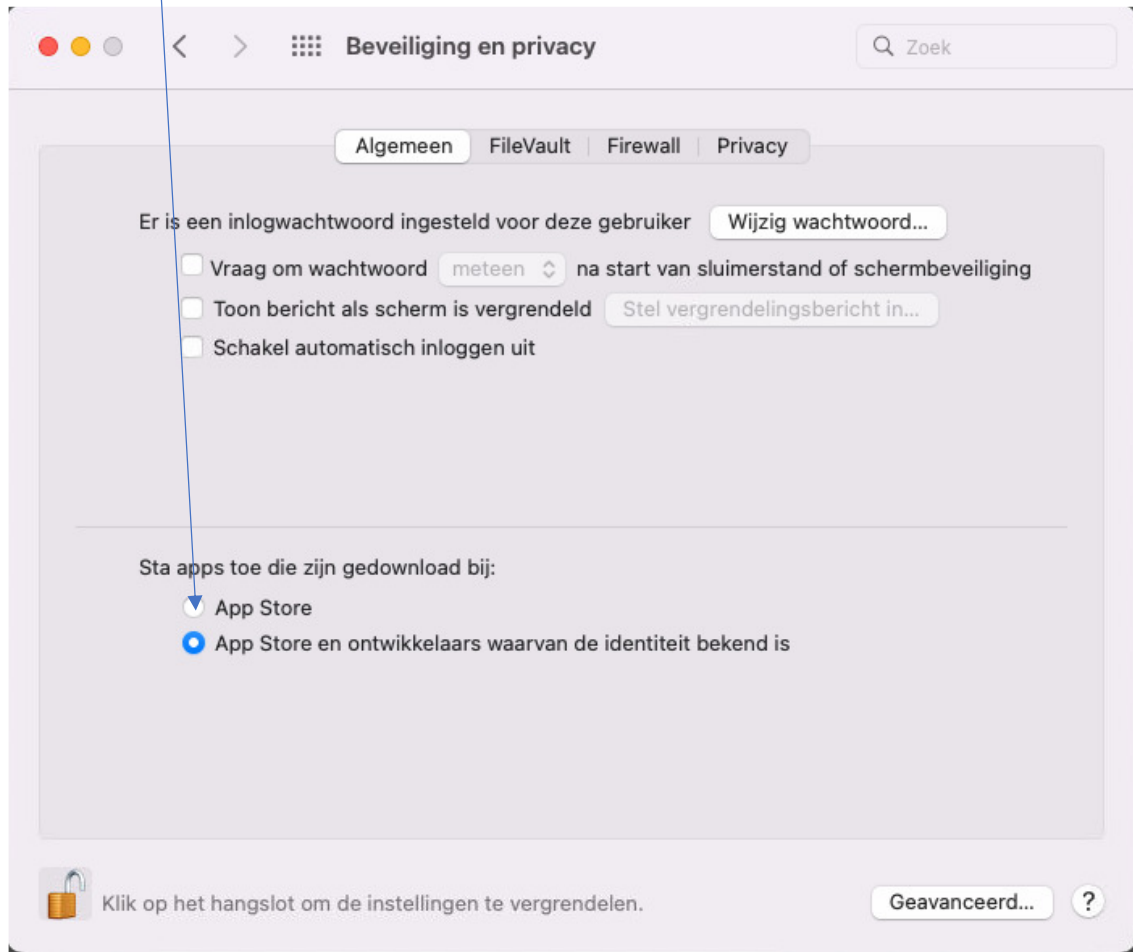 Beveiliging en privacy
Zoek
Algemeen FileVault Firewall Privacy
Er is een inlogwachtwoord ingesteld voor deze gebruiker Wijzig wachtwoord...
Vraag om wachtwoord meteen na start van sluimerstand of schermbeveiliging
Toon bericht als scherm is vergrendeld Stel vergrendelingsbericht in...
Schakel automatisch inloggen uit
Sta apps toe die zijn gedownload bij:
App Store
App Store en ontwikkelaars waarvan de identiteit bekend is
Klik op het hangslot om de instellingen te vergrendelen.
Geavanceerd... ?